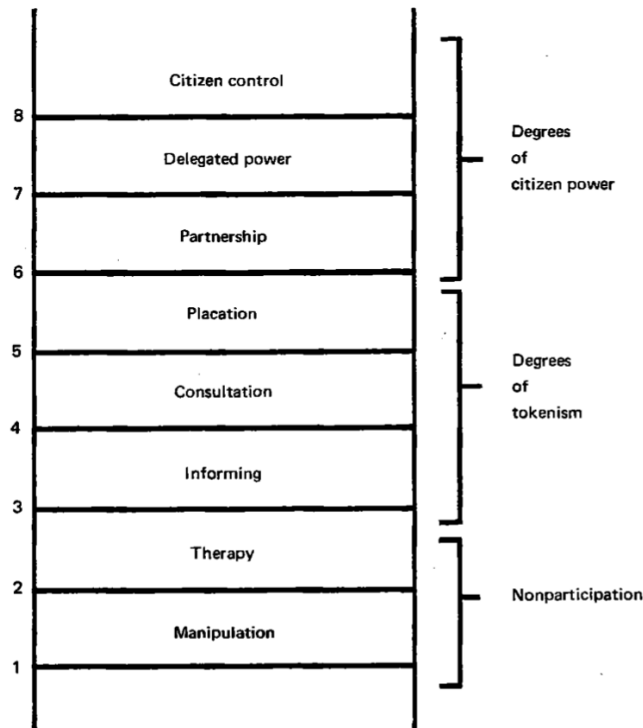 Citizen control
8
Delegated power
7
Partnership
6
Placation
5
Consultation
4
Informing
3
Therapy
2
Manipulation
1
Degrees
of
citizen power
Degrees
of
tokenism
Nonparticipation